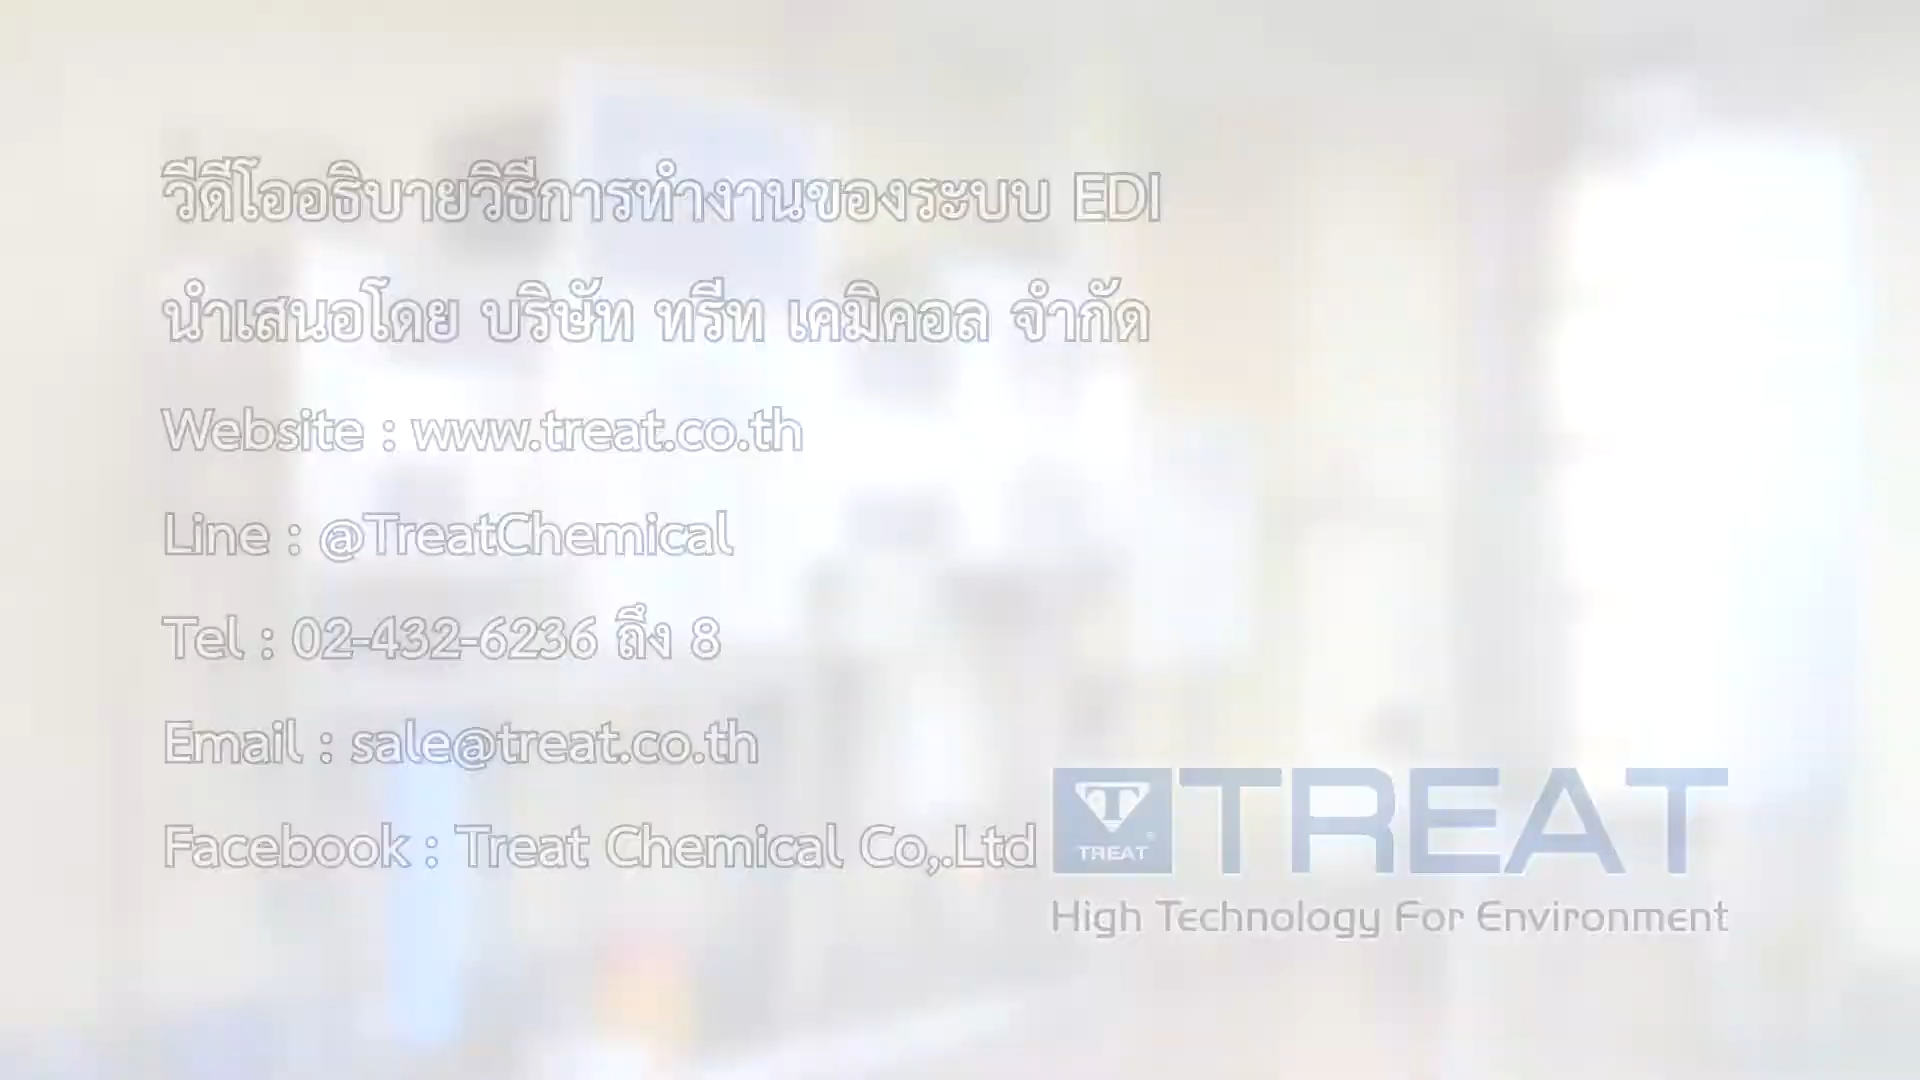 วีดีโออธิบายวิธีการทำงานของระบบ EDI
นำเสนอโดย บริษัท ทรีท เคมิคอล จำกัด
Website : www.treat.co.th
Line : @TreatChemical
Tel : 02-432-6236 ถึง 8
Email : sale@treat.co.th
Facebook : Treat Chemical Co,.Ltd
T
TREAT
TREAT
High Technology For Environment